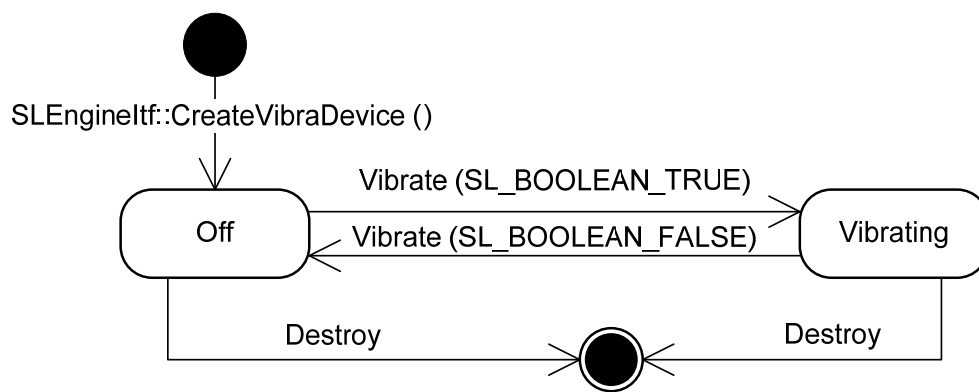 SLEngineItf::CreateVibraDevice ()
Vibrate (SL_BOOLEAN_TRUE)
Off
Vibrate (SL_BOOLEAN_FALSE)
Vibrating
Destroy
Destroy